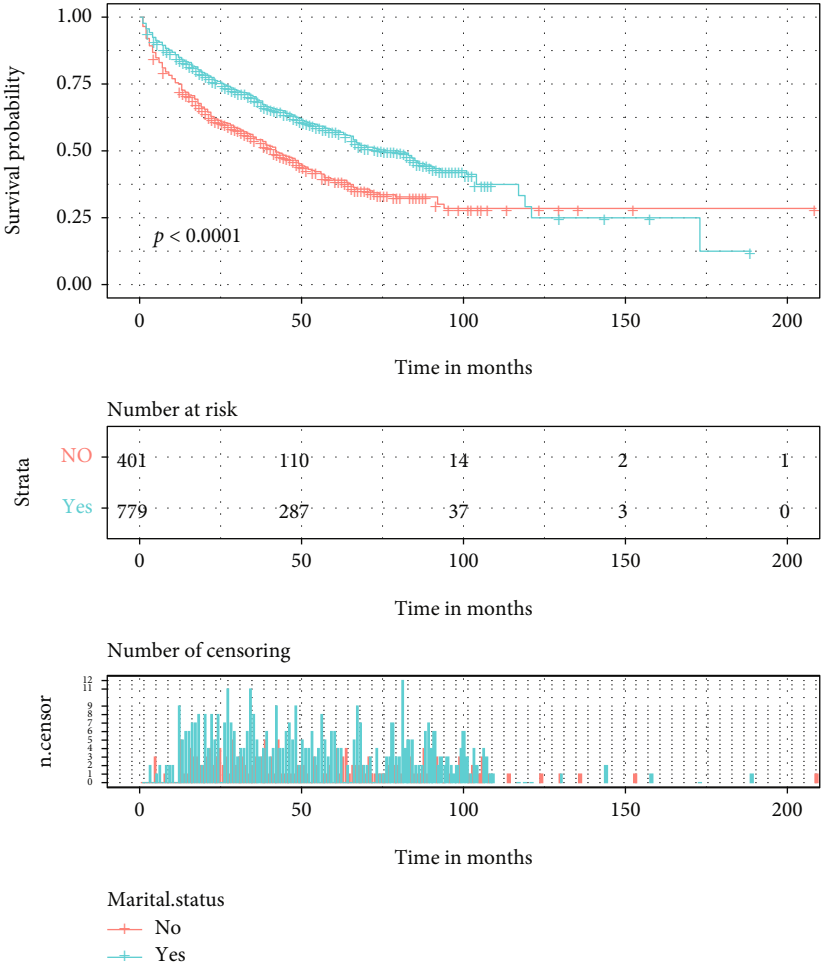 1.00
0.75
0.50
0.25
0.00
Survival probability
p < 0.0001
0 50 100 150 200
Time in months
Number at risk
Strata
NO 401 110 14 2 1
Yes 779 287 37 3 0
0 50 100 150 200
Time in months
Number of censoring
n.censor
12
11
9
8
7
6
5
4
3
2
1
0
0 50 100 150 200
Time in months
Marital.status
No
Yes